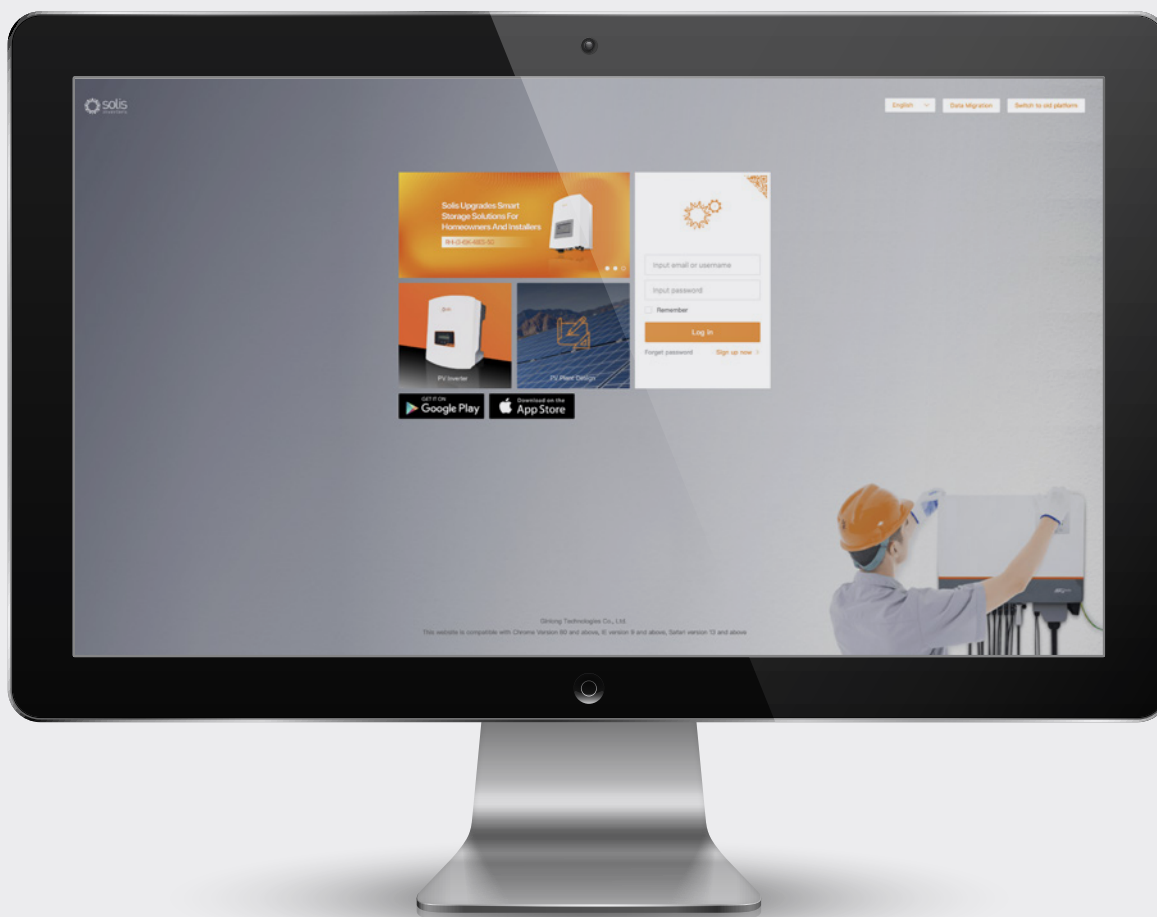 solis
English
Data Migration
Switch to old platform
Solis Upgrades Smart
Storage Solutions For
Homeowners And Installers
PV Inverter
PV Plant Design
GET IT ON
Google Play
Download on the
App Store
Input email or username
Input password
Remember
Log In
Forget password
Sign up now
Ginlong Technologies Co., Ltd.
This website is compatible with Chrome Version 80 and above, IE version 9 and above, Safari version 13 and above